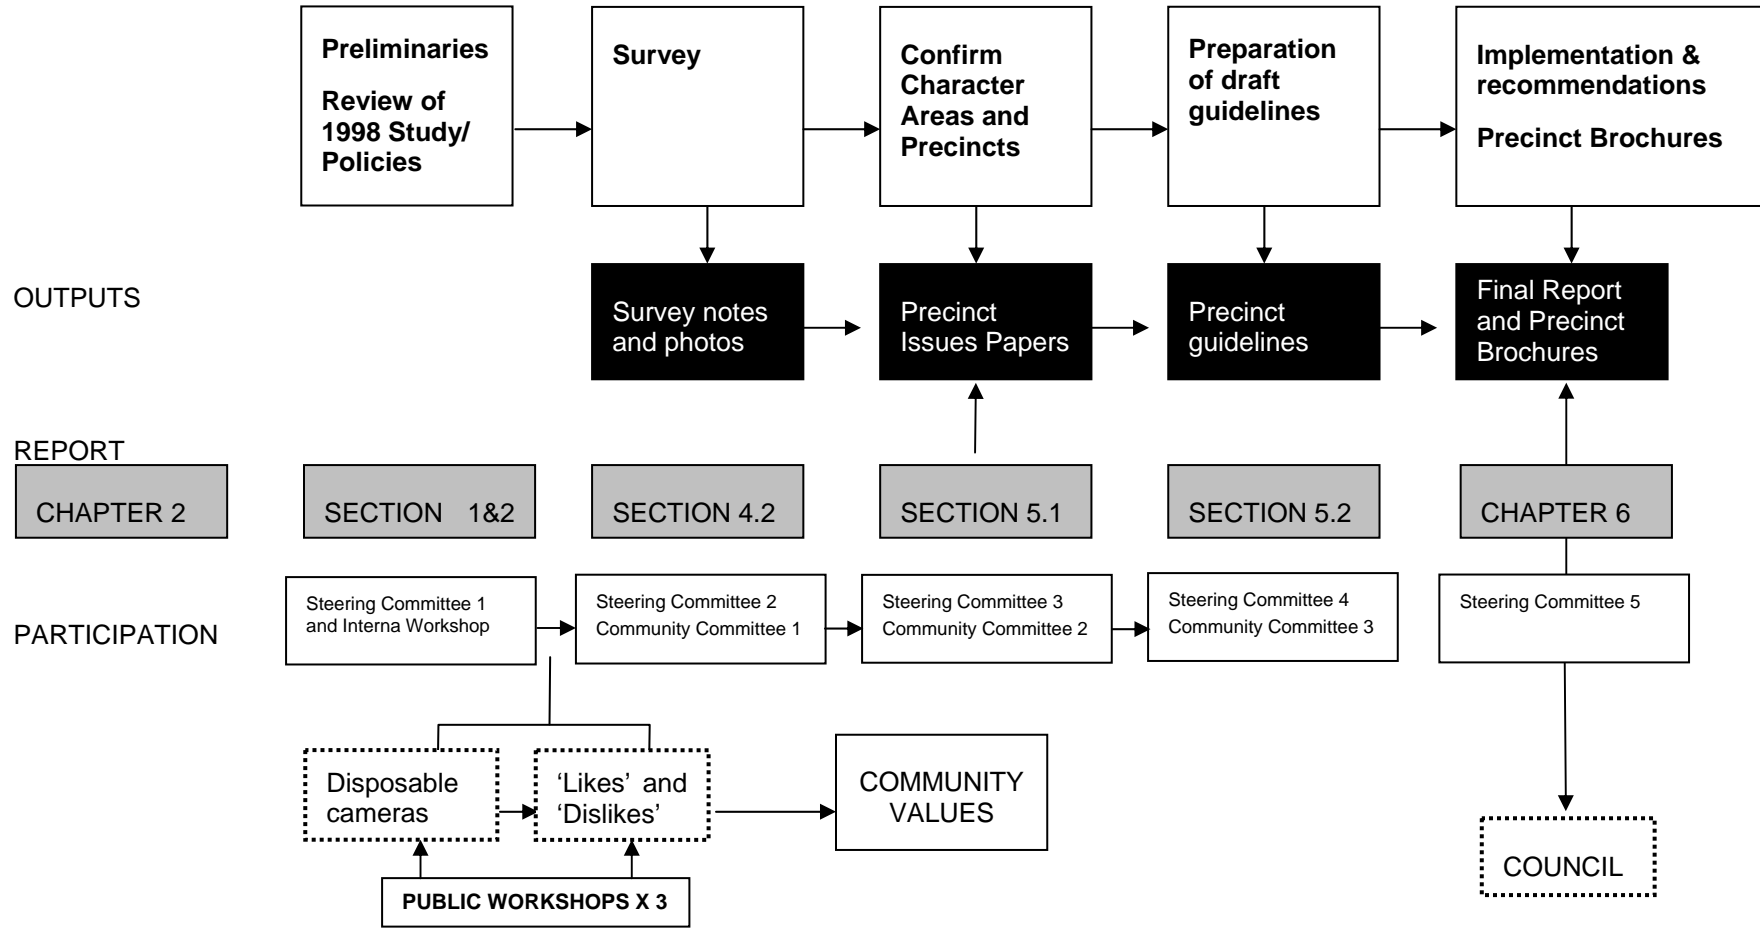 Preliminaries
Review of
1998 Study/
Policies
Survey
Confirm
Character
Areas and
Precincts
Preparation
of draft
guidelines
Implementation &
recommendations
Precinct Brochures
OUTPUTS
Survey notes
and photos
Precinct
Issues Papers
Precinct
guidelines
Final Report
and Precinct
Brochures
REPORT
CHAPTER 2
SECTION 1&2
SECTION 4.2
SECTION 5.1
SECTION 5.2
CHAPTER 6
PARTICIPATION
Steering Committee 1
and Interna Workshop
Steering Committee 2
Community Committee 1
Steering Committee 3
Community Committee 2
Steering Committee 4
Community Committee 3
Steering Committee 5
Disposable
cameras
‘Likes’ and
‘Dislikes’
COMMUNITY
VALUES
COUNCIL
PUBLIC WORKSHOPS X 3